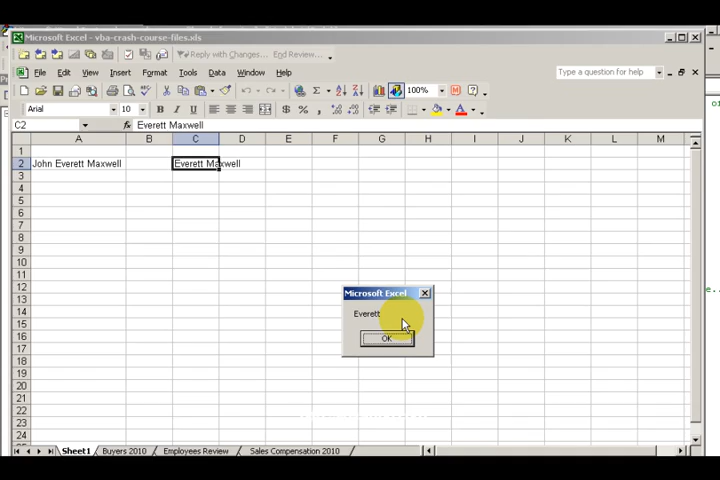 Microsoft Excel - vba-crash-course-files.xls
Reply with Changes... End Review...
File Edit View Insert Format Tools Data Window Help
Type a question for help
100%
Arial 10 B I U $ %
C2 fx Everett Maxwell
A B C D E F G H I J K L M
1
2 John Everett Maxwell Everett Maxwell
3
4
5
6
7
8
9
10
11
12
Microsoft Excel
13
14 Everett
15
16 OK
17
18
19
20
21
22
23
24
Sheet1 Buyers 2010 Employees Review Sales Compensation 2010